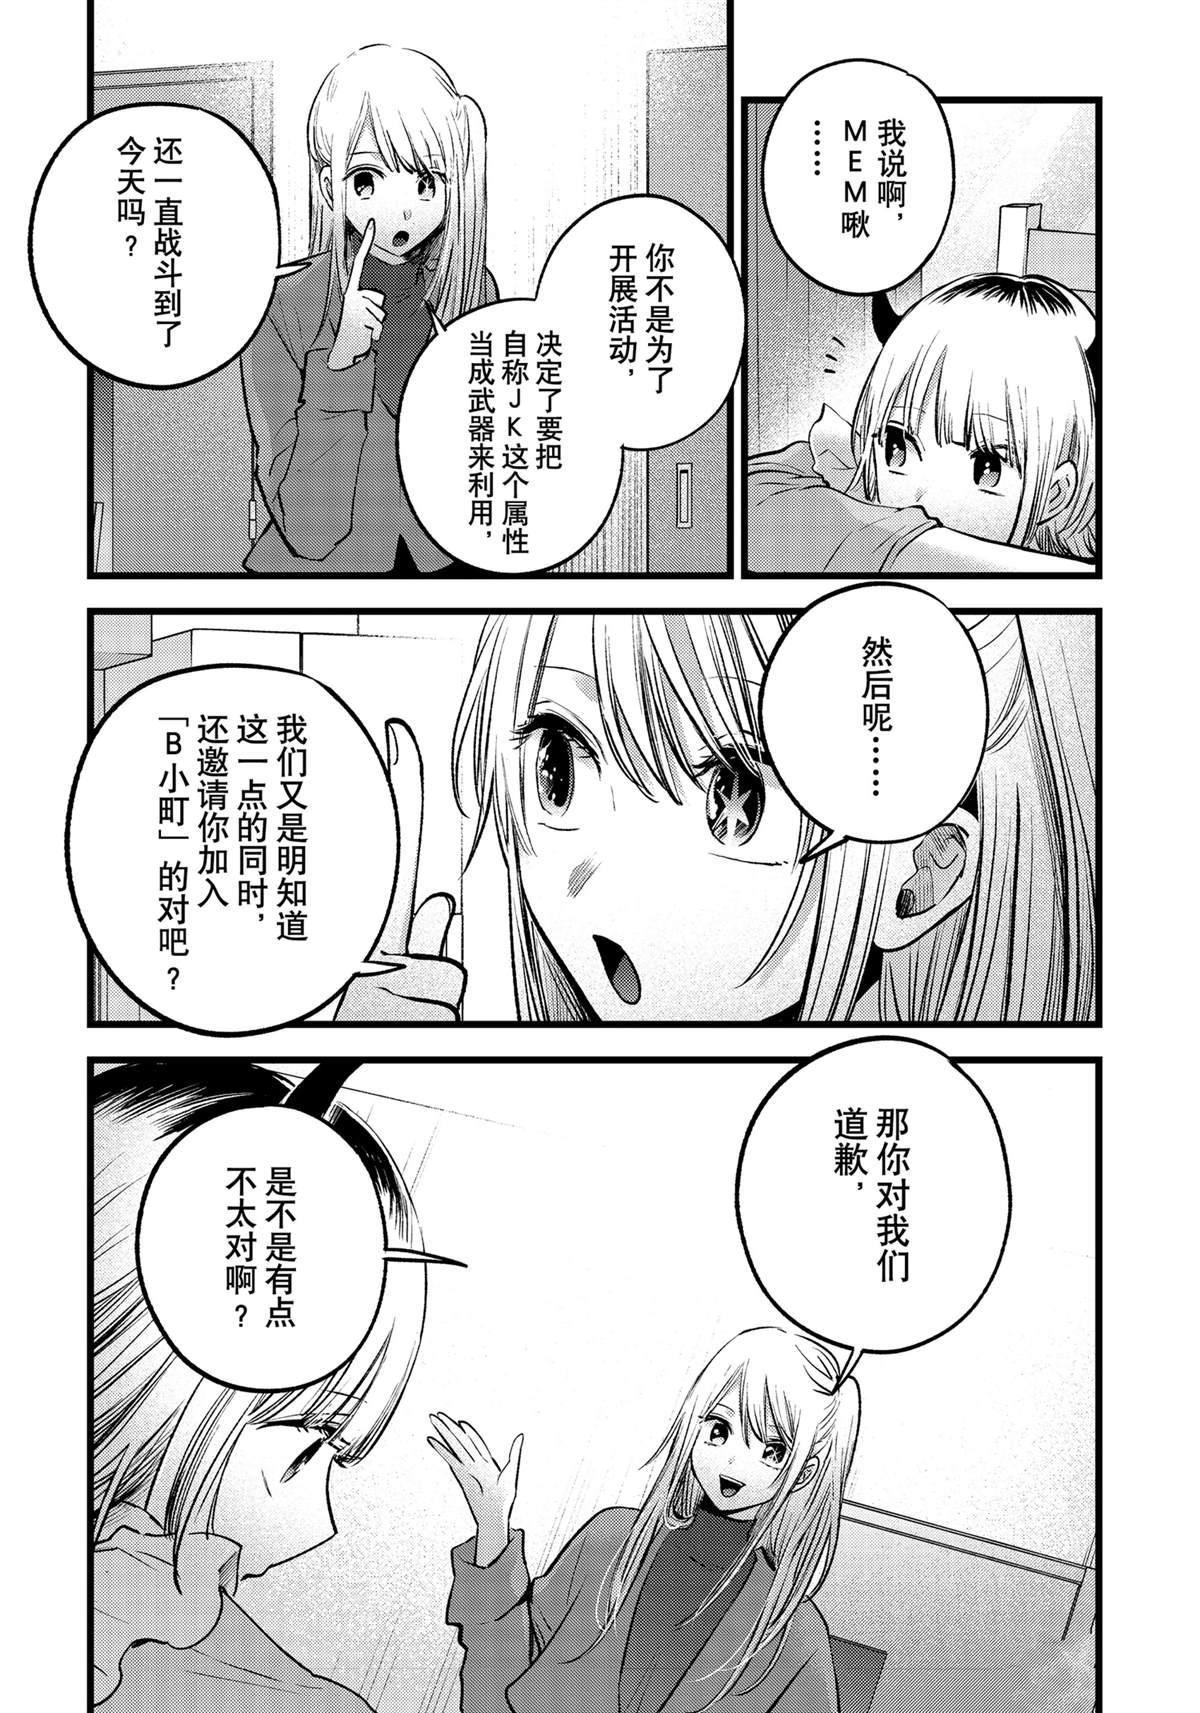 我说啊，
MEM啾
……
你不是为了
开展活动，
决定了要把
自称JK这个属性
当成武器来利用，
还一直战斗到了
今天吗？
然后呢……
我们又是明知道
这一点的同时，
还邀请你加入
「B小町」的对吧？
那你对我们
道歉，
是不是有点
不太对啊？